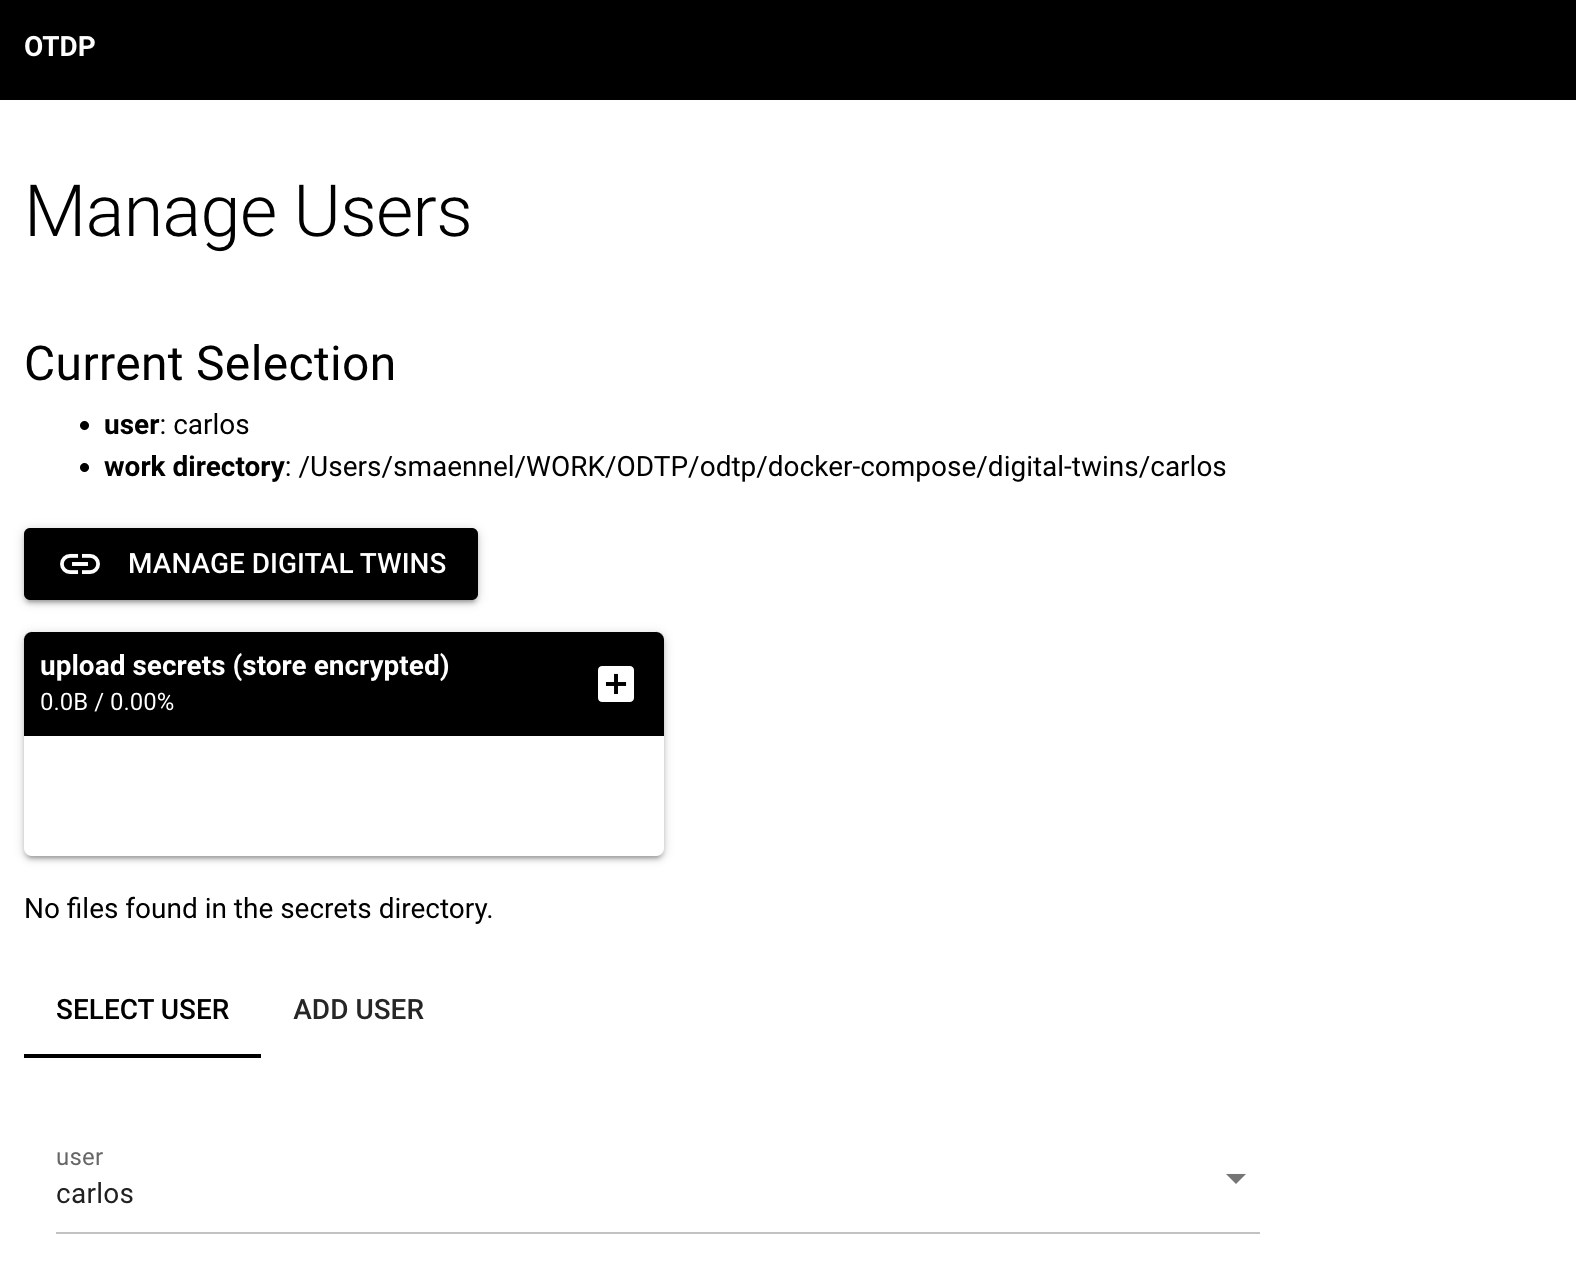 OTDP
Manage Users
Current Selection
• user: carlos
• work directory: /Users/smaennel/WORK/ODTP/odtp/docker-compose/digital-twins/carlos
MANAGE DIGITAL TWINS
upload secrets (store encrypted)
0.0B / 0.00%
No files found in the secrets directory.
SELECT USER ADD USER
user
carlos